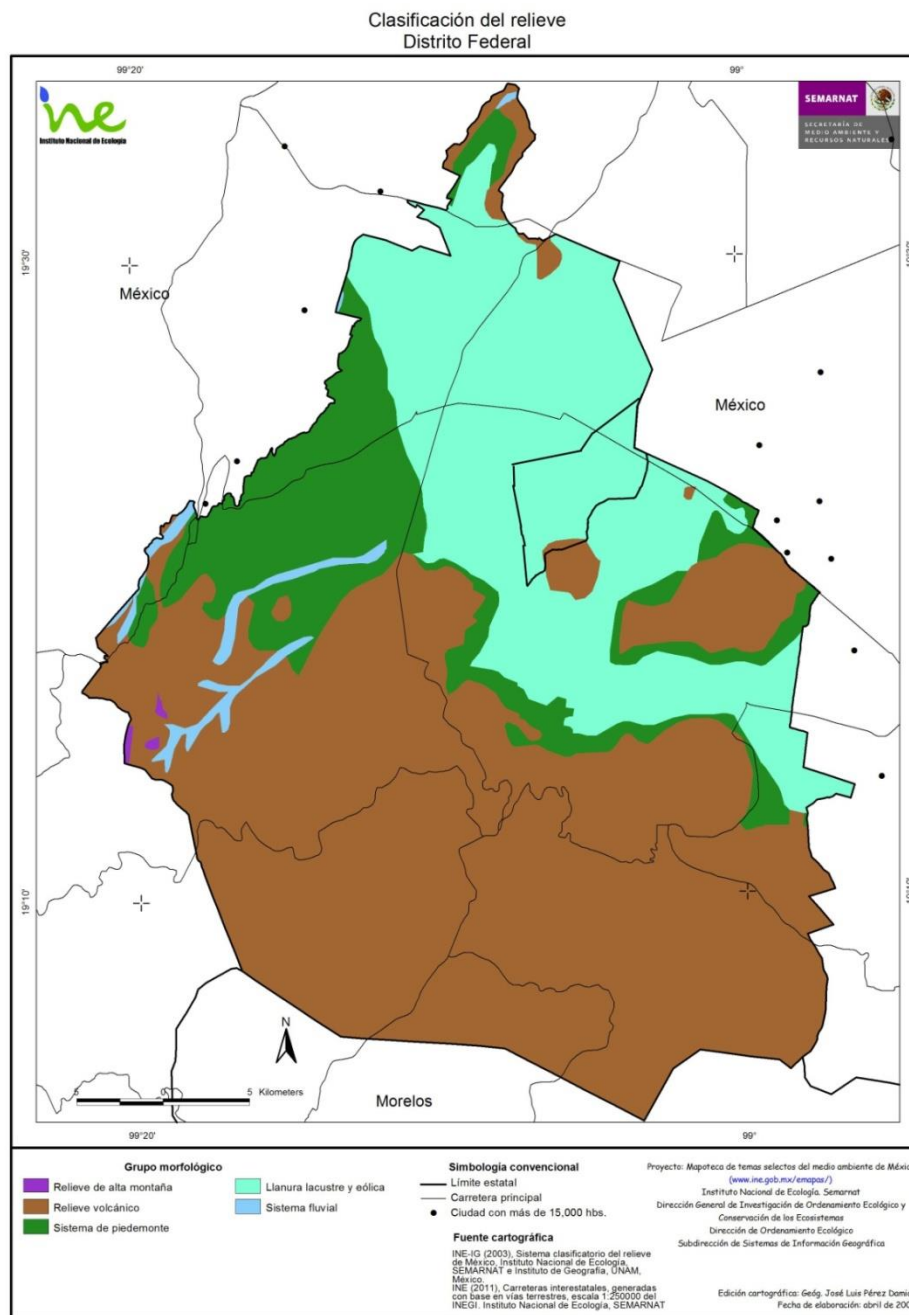 Clasificación del relieve
Distrito Federal
99°20'
99°
ine
Instituto Nacional de Ecología
SEMARNAT
SECRETARÍA DE
MEDIO AMBIENTE Y
RECURSOS NATURALES
19°30'
México
México
19°10'
N
5 0 5 Kilometers
Morelos
99°20'
99°
Grupo morfológico
Relieve de alta montaña
Relieve volcánico
Sistema de piedemonte
Llanura lacustre y eólica
Sistema fluvial
Simbología convencional
Límite estatal
Carretera principal
Ciudad con más de 15,000 hbs.
Fuente cartográfica
INE-IG (2003), Sistema clasificatorio del relieve
de México, Instituto Nacional de Ecología,
SEMARNAT e Instituto de Geografía, UNAM,
México.
INE (2011), Carreteras interestatales, generadas
con base en vías terrestres, escala 1:250000 del
INEGI. Instituto Nacional de Ecología, SEMARNAT
Proyecto: Mapoteca de temas selectos del medio ambiente de Méxic
(www.ine.gob.mx/emapas/)
Instituto Nacional de Ecología. Semarnat
Dirección General de Investigación de Ordenamiento Ecológico y
Conservación de los Ecosistemas
Dirección de Ordenamiento Ecológico
Subdirección de Sistemas de Información Geográfica
Edición cartográfica: Geóg. José Luis Pérez Damiá
Fecha de elaboración: abril de 200